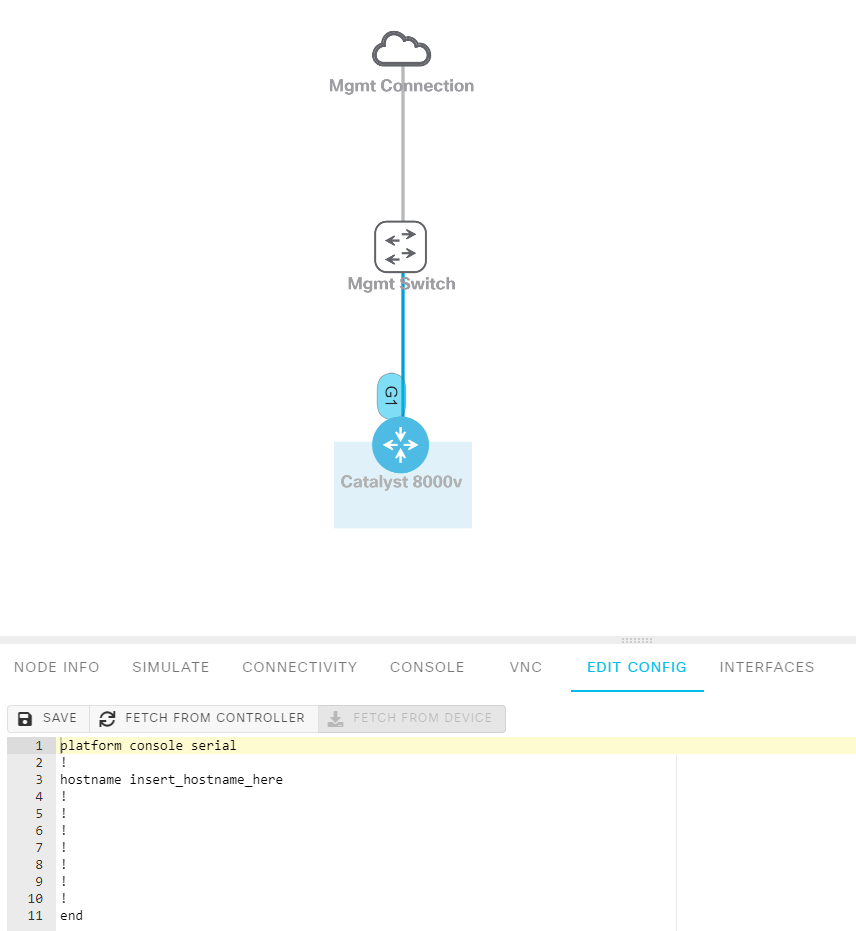 Mgmt Connection
Mgmt Switch
G1
Catalyst 8000v
NODE INFO SIMULATE CONNECTIVITY CONSOLE VNC EDIT CONFIG INTERFACES
SAVE FETCH FROM CONTROLLER FETCH FROM DEVICE
1 platform console serial
2 !
3 hostname insert_hostname_here
4 !
5 !
6 !
7 !
8 !
9 !
10 !
11 end